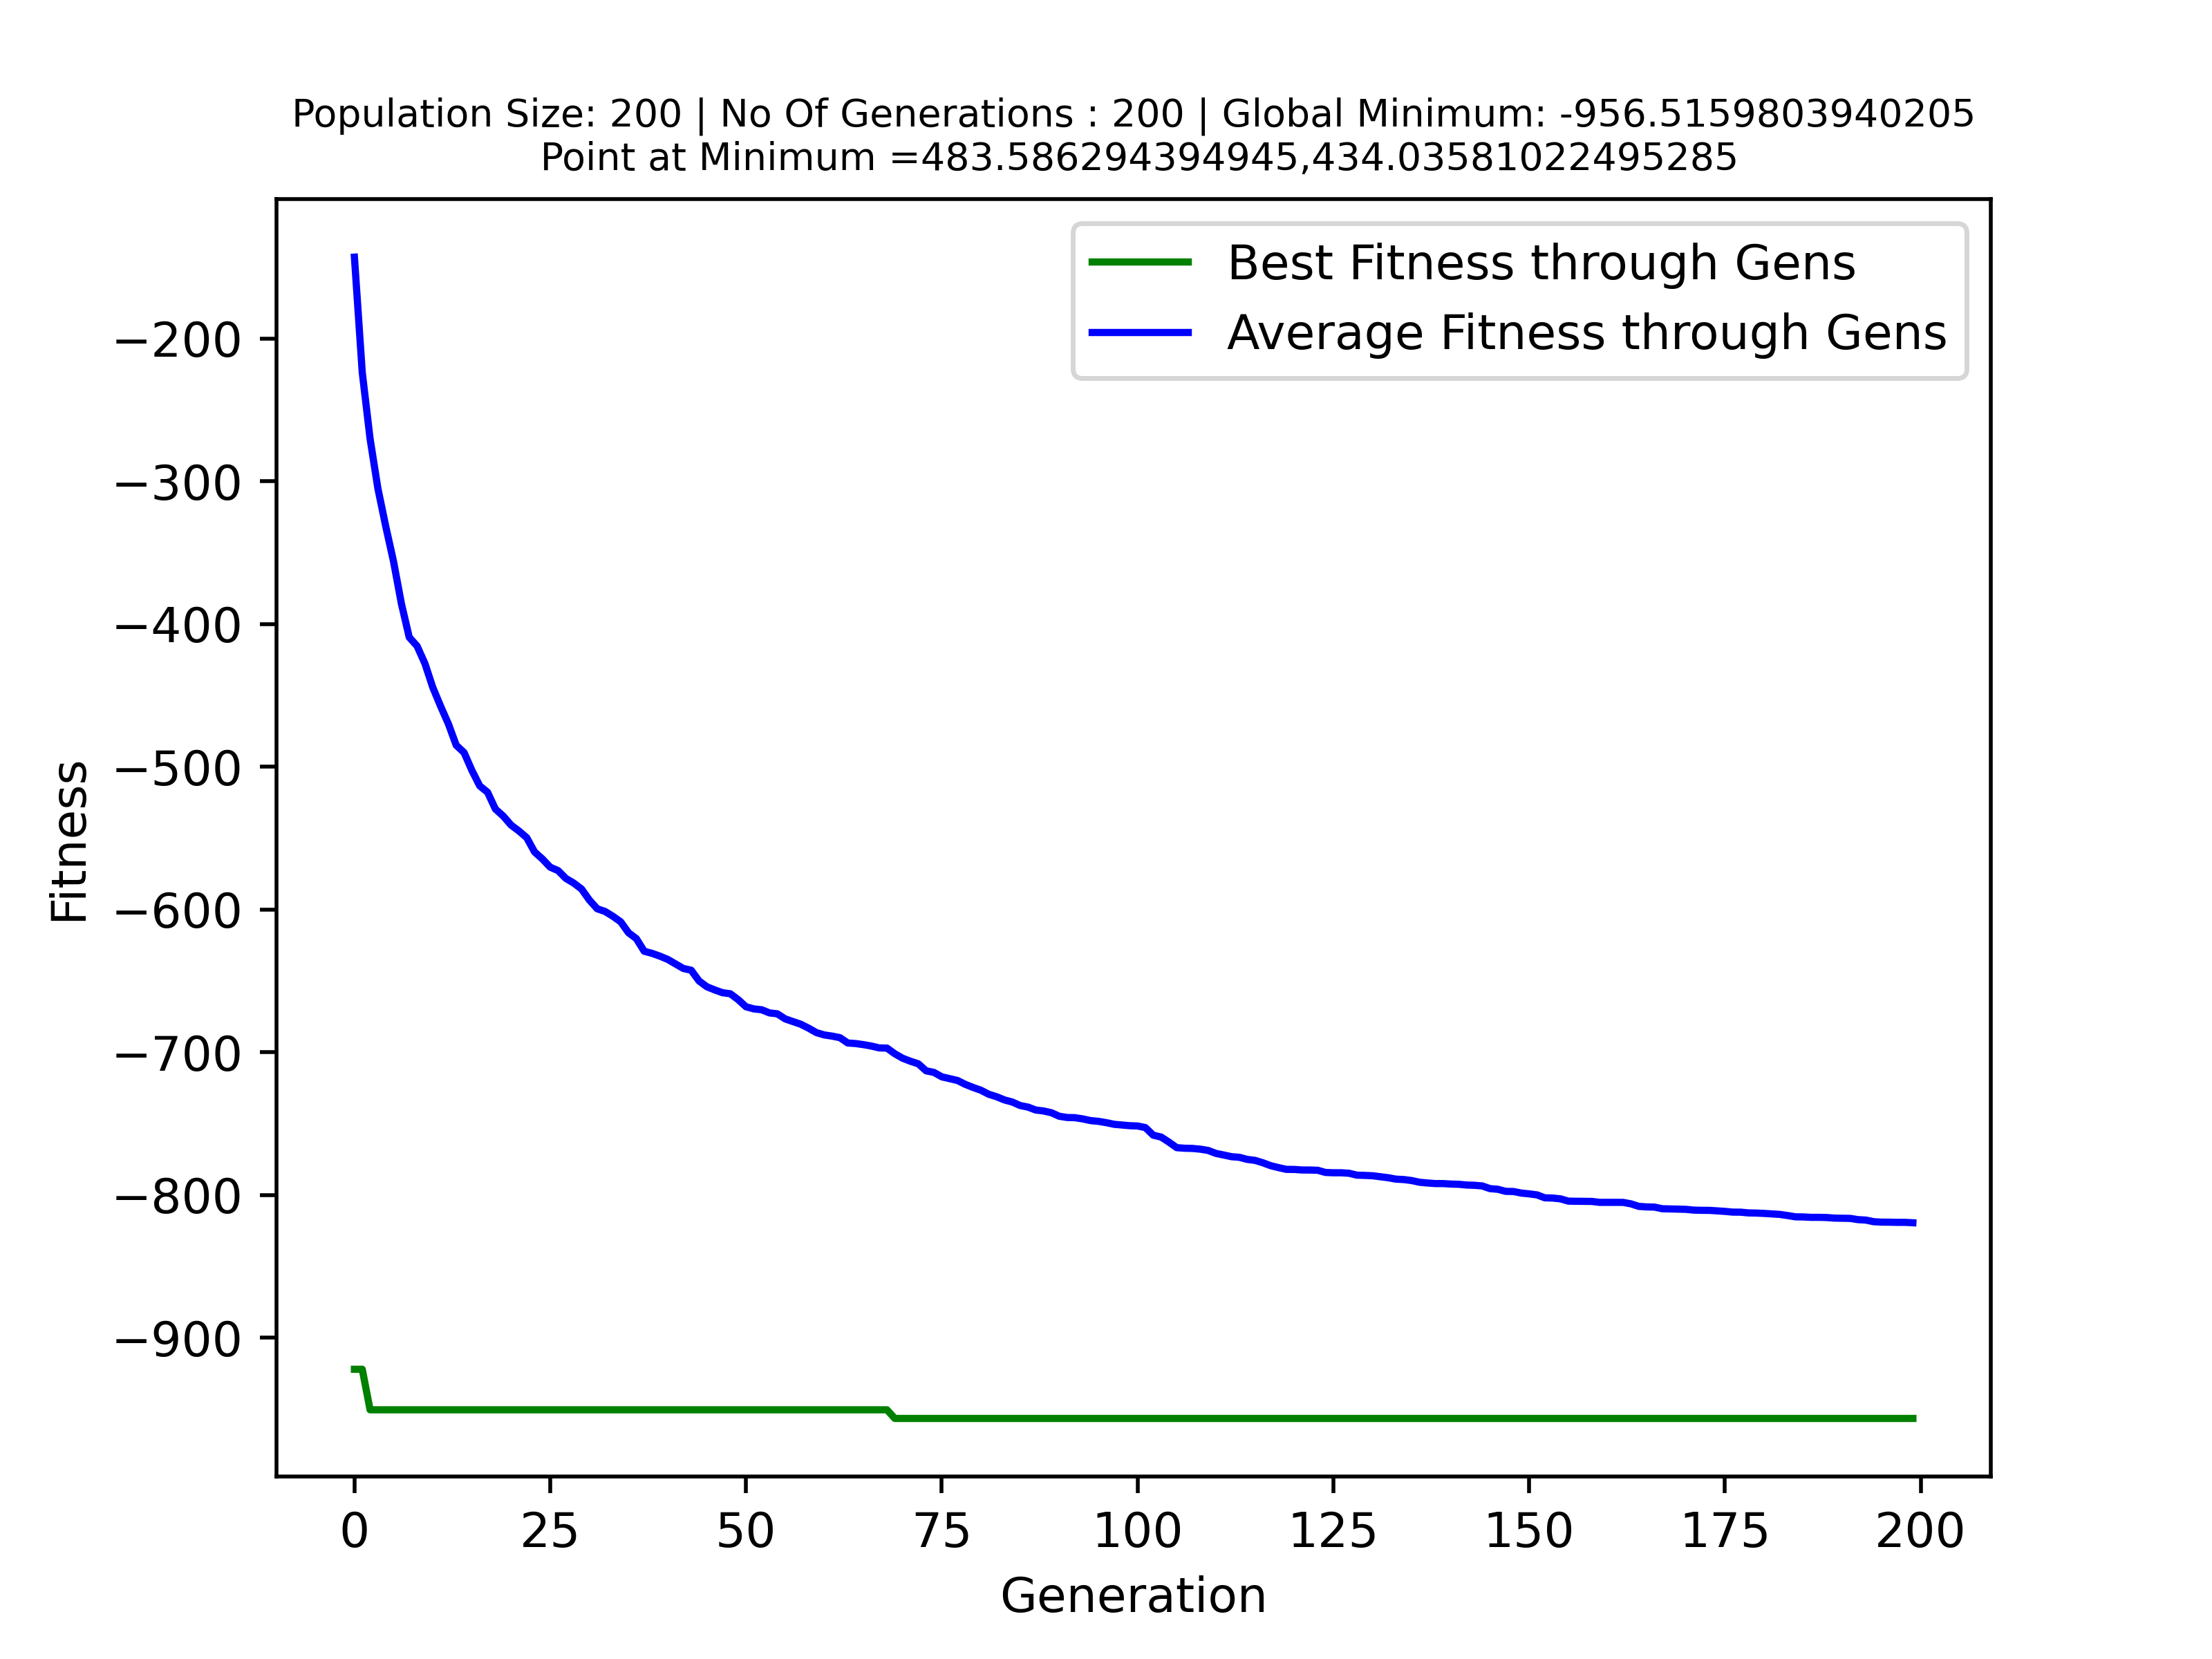 Population Size: 200 | No Of Generations : 200 | Global Minimum: -956.5159803940205
Point at Minimum =483.586294394945,434.03581022495285
Best Fitness through Gens
Average Fitness through Gens
−200
−300
−400
−500
−600
−700
−800
−900
Fitness
0 25 50 75 100 125 150 175 200
Generation